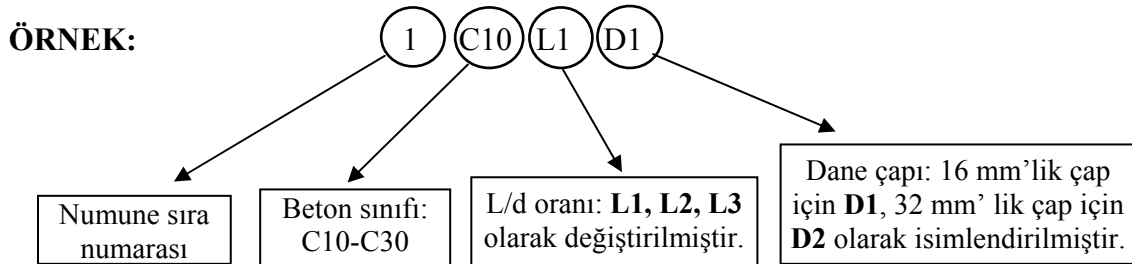 ÖRNEK:
1 C10 L1 D1
Numune sıra
numarası
Beton sınıfı:
C10-C30
L/d oranı: L1, L2, L3
olarak değiştirilmiştir.
Dane çapı: 16 mm’lik çap
için D1, 32 mm’ lik çap için
D2 olarak isimlendirilmiştir.